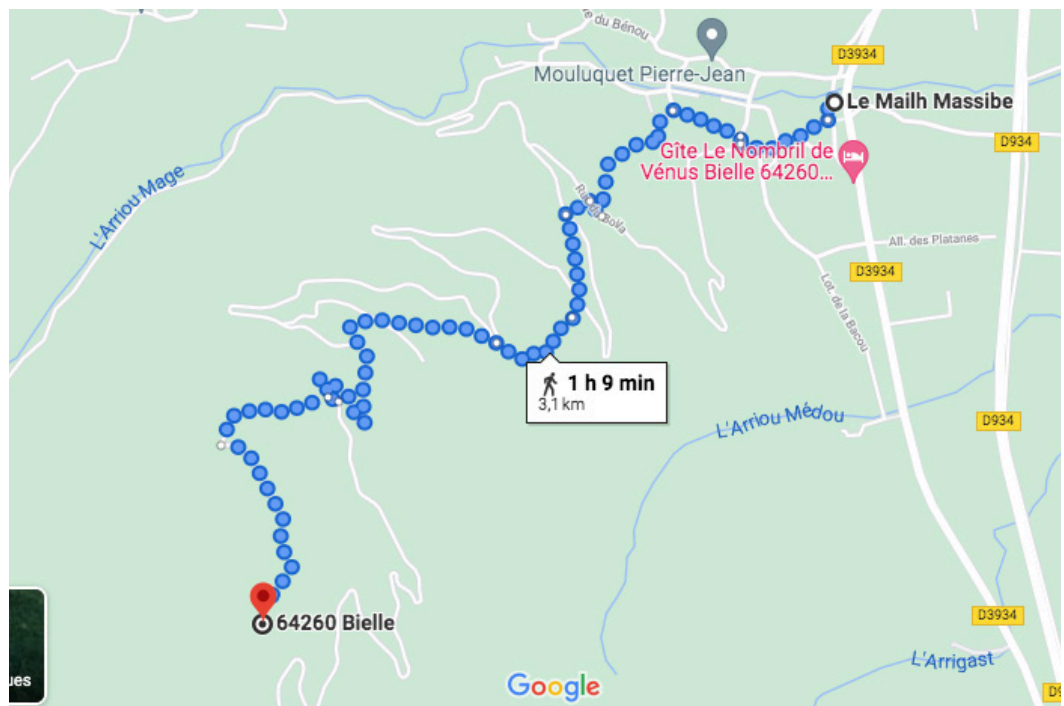 e du Bénou
D3934
Mouluquet Pierre-Jean
Le Mailh Massibe
D934
Gîte Le Nombril de
Vénus Bielle 64260...
L'Arriou Mage
All. des Platanes
D3934
Lot. de la Bacou
1 h 9 min
3,1 km
L'Arriou Médou
D934
D3934
64260 Bielle
L'Arrigast
ues
Google
D9